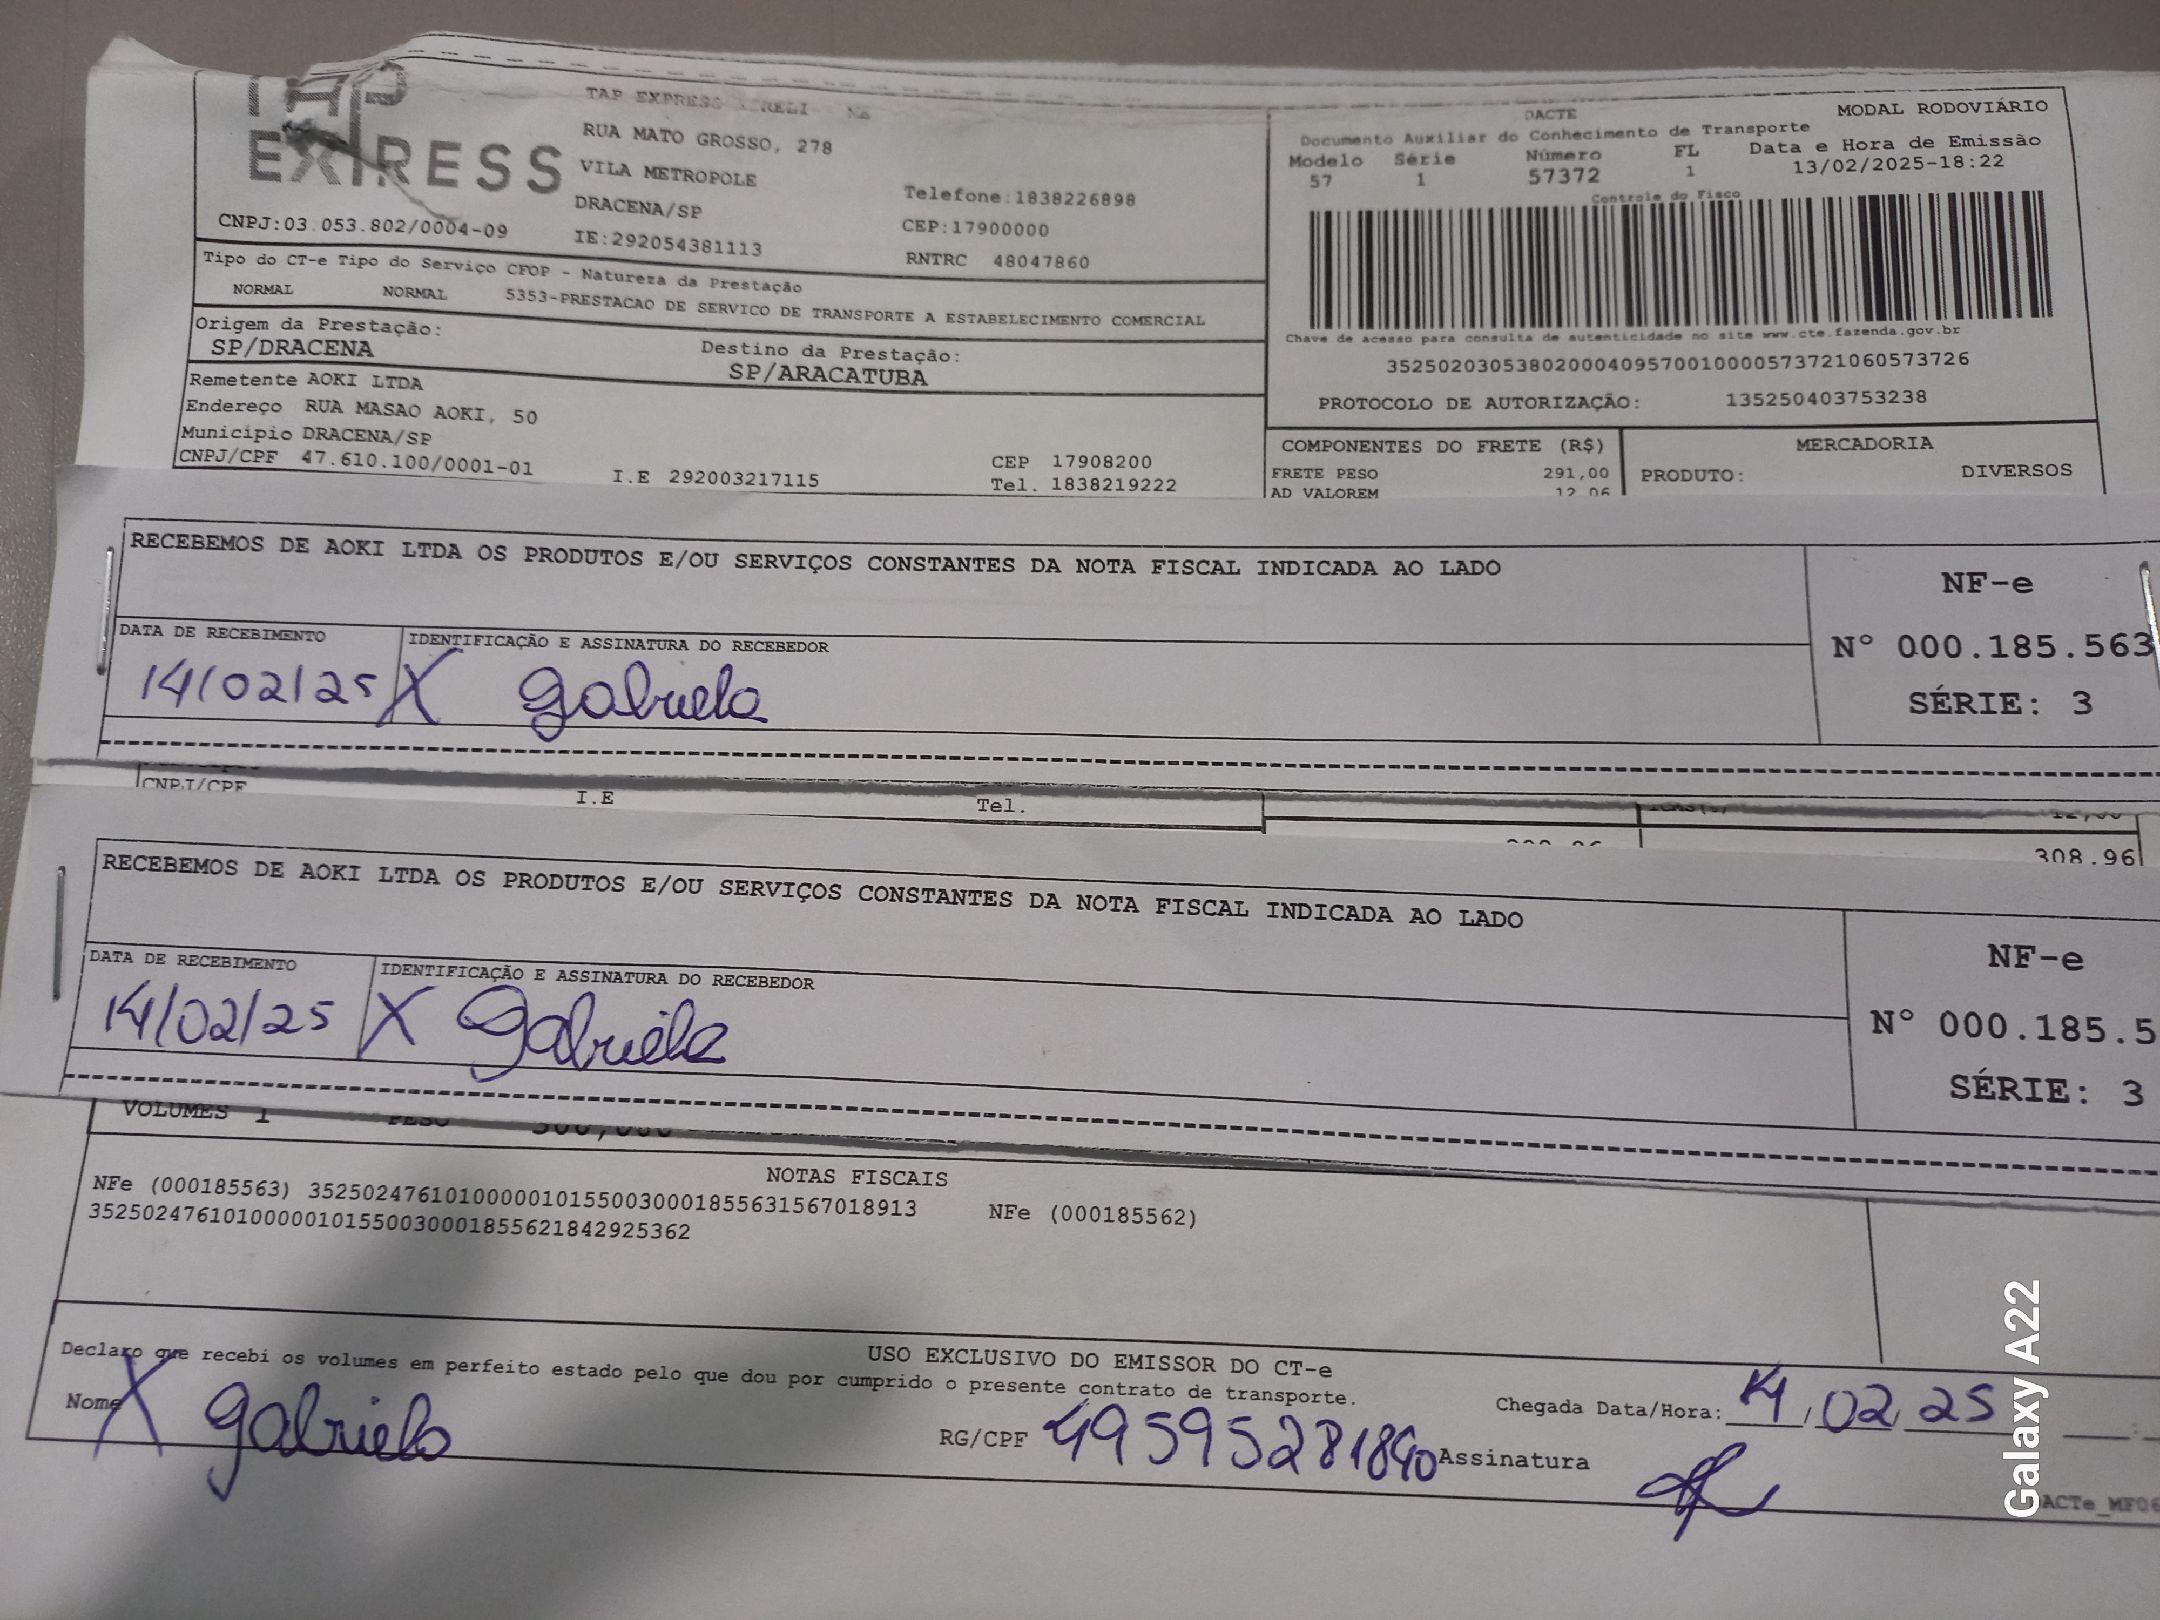 TAP
EXPRESS
TAP EXPRESS
RUA MATO GROSSO, 278
VILA METROPOLE
DRACENA/SP
Telefone:1838226898
CNPJ:03.053.802/0004-09
IE:292054381113
CEP:17900000
RNTRC 48047860
DACTE
MODAL RODOVIÁRIO
Documento Auxiliar do Conhecimento de Transporte
Modelo Série Número FL Data e Hora de Emissão
57 1 57372 1 13/02/2025-18:22
Controle do Fisco
Chave de acesso para consulta de autenticidade no site www.cte.fazenda.gov.br
35250203053802000409570010000573721060573726
PROTOCOLO DE AUTORIZAÇÃO: 135250403753238
Tipo do CT-e Tipo do Serviço CFOP - Natureza da Prestação
NORMAL NORMAL 5353-PRESTACAO DE SERVICO DE TRANSPORTE A ESTABELECIMENTO COMERCIAL
Origem da Prestação:
SP/DRACENA
Destino da Prestação:
SP/ARACATUBA
Remetente AOKI LTDA
Endereço RUA MASAO AOKI, 50
Município DRACENA/SP
CNPJ/CPF 47.610.100/0001-01 I.E 292003217115
CEP 17908200
Tel. 1838219222
COMPONENTES DO FRETE (R$)
FRETE PESO 291,00
AD VALOREM 12,06
MERCADORIA
PRODUTO: DIVERSOS
RECEBEMOS DE AOKI LTDA OS PRODUTOS E/OU SERVIÇOS CONSTANTES DA NOTA FISCAL INDICADA AO LADO
DATA DE RECEBIMENTO IDENTIFICAÇÃO E ASSINATURA DO RECEBEDOR
14/02/25 X Gabriela
NF-e
Nº 000.185.563
SÉRIE: 3
CNPJ/CPF I.E Tel.
308,96
RECEBEMOS DE AOKI LTDA OS PRODUTOS E/OU SERVIÇOS CONSTANTES DA NOTA FISCAL INDICADA AO LADO
DATA DE RECEBIMENTO IDENTIFICAÇÃO E ASSINATURA DO RECEBEDOR
14/02/25 X Gabriela
NF-e
Nº 000.185.5
SÉRIE: 3
VOLUMES 1 PESO
NOTAS FISCAIS
NFe (000185563) 35250247610100000101550030001855631567018913 NFe (000185562)
35250247610100000101550030001855621842925362
USO EXCLUSIVO DO EMISSOR DO CT-e
Declaro que recebi os volumes em perfeito estado pelo que dou por cumprido o presente contrato de transporte.
Nome X Gabriela RG/CPF 49595281840 Assinatura
Chegada Data/Hora: 14/02/25 :
Galaxy A22